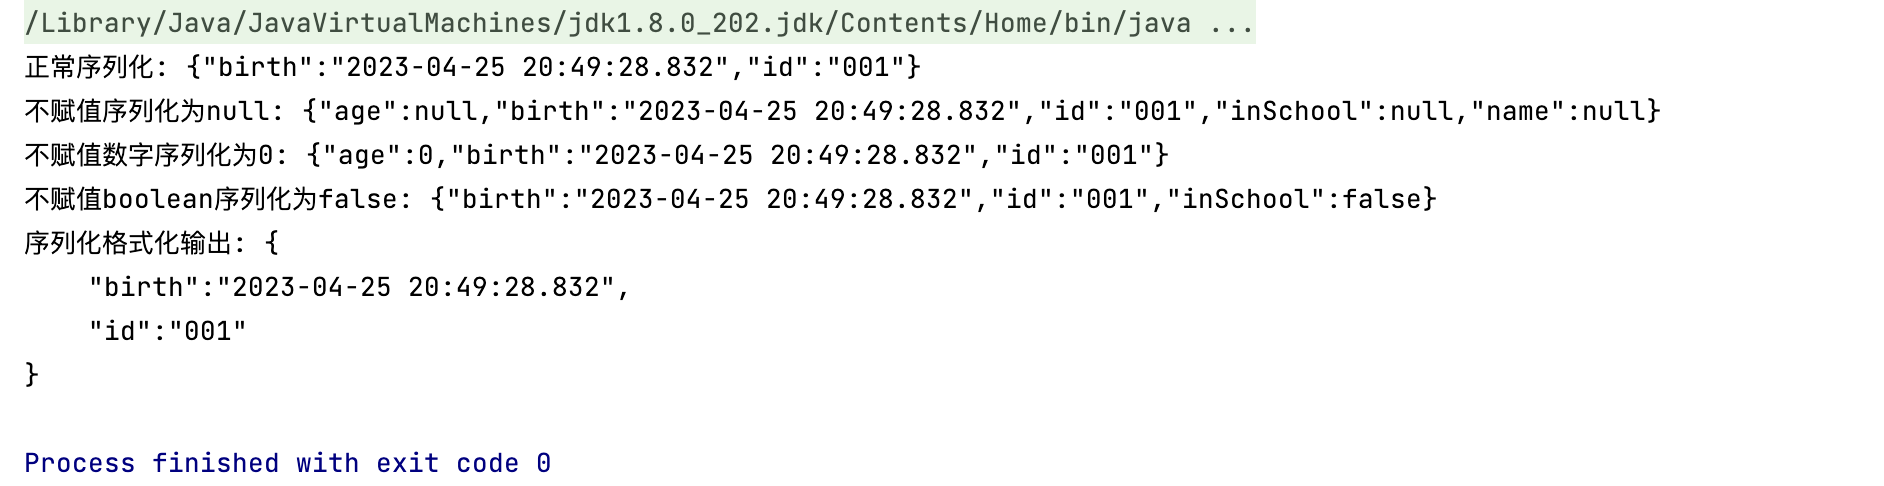 /Library/Java/JavaVirtualMachines/jdk1.8.0_202.jdk/Contents/Home/bin/java ...
正常序列化: {"birth":"2023-04-25 20:49:28.832","id":"001"}
不赋值序列化为null: {"age":null,"birth":"2023-04-25 20:49:28.832","id":"001","inSchool":null,"name":null}
不赋值数字序列化为0: {"age":0,"birth":"2023-04-25 20:49:28.832","id":"001"}
不赋值boolean序列化为false: {"birth":"2023-04-25 20:49:28.832","id":"001","inSchool":false}
序列化格式化输出: {
    "birth":"2023-04-25 20:49:28.832",
    "id":"001"
}
Process finished with exit code 0